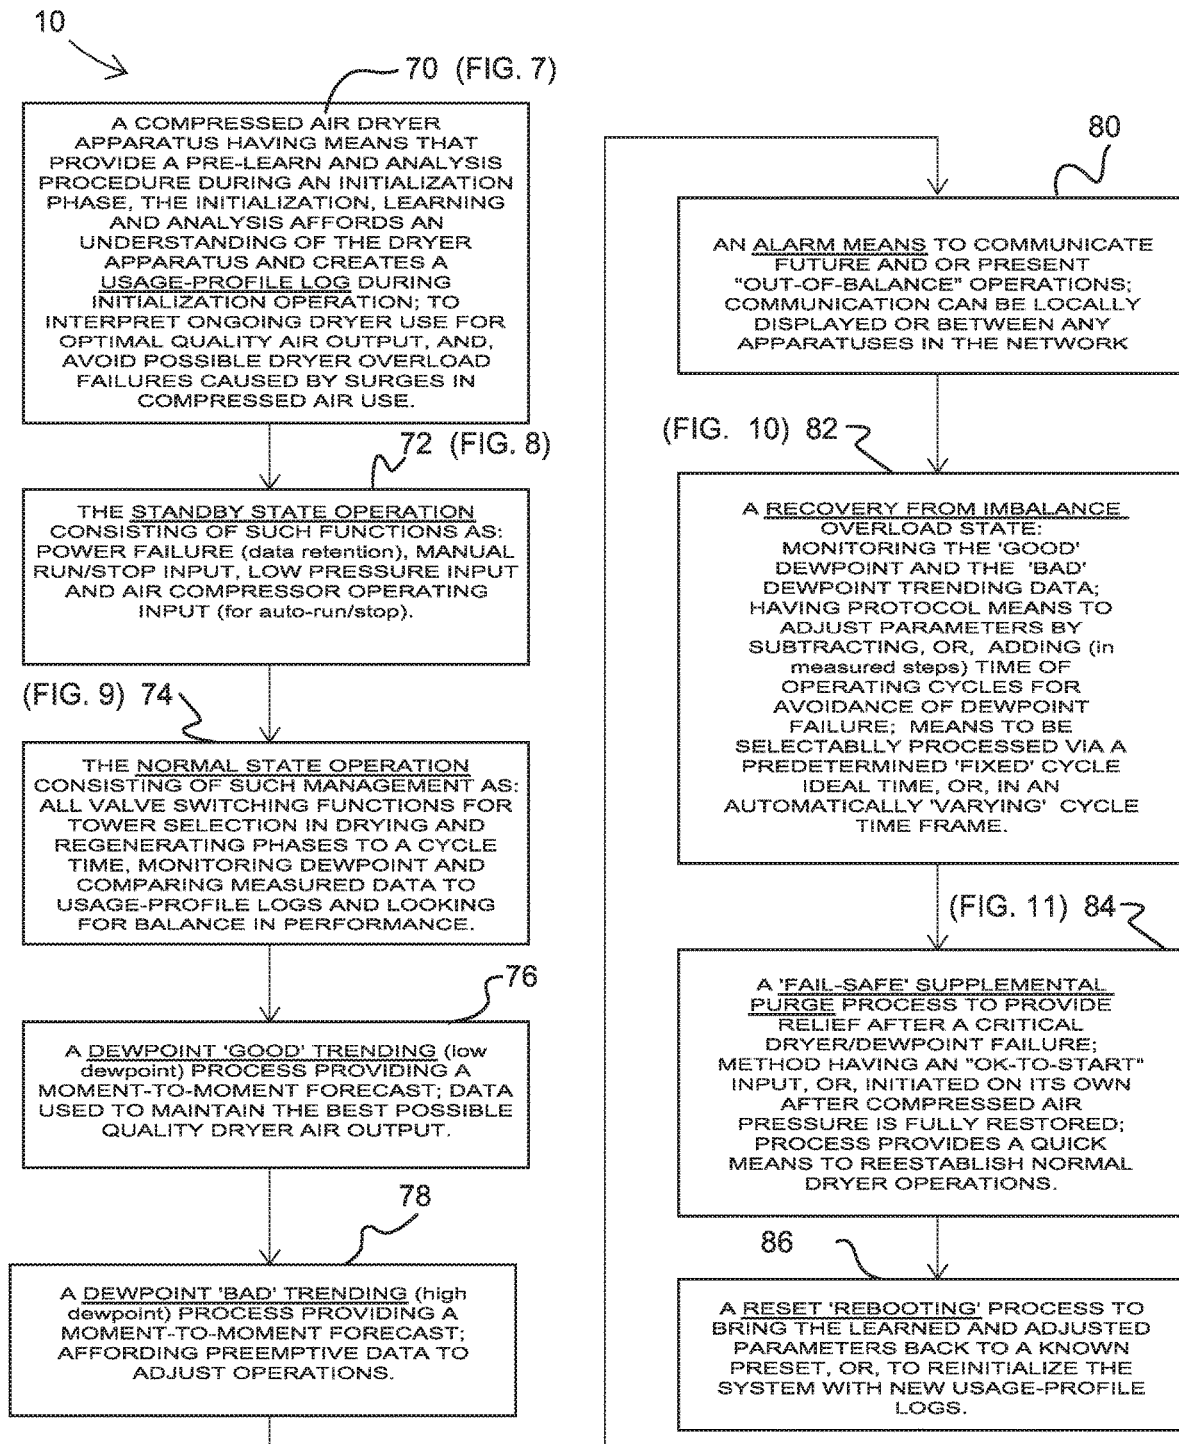 10
70 (FIG. 7)
A COMPRESSED AIR DRYER
APPARATUS HAVING MEANS THAT
PROVIDE A PRE-LEARN AND ANALYSIS
PROCEDURE DURING AN INITIALIZATION
PHASE, THE INITIALIZATION, LEARNING
AND ANALYSIS AFFORDS AN
UNDERSTANDING OF THE DRYER
APPARATUS AND CREATES A
USAGE-PROFILE LOG DURING
INITIALIZATION OPERATION; TO
INTERPRET ONGOING DRYER USE FOR
OPTIMAL QUALITY AIR OUTPUT, AND,
AVOID POSSIBLE DRYER OVERLOAD
FAILURES CAUSED BY SURGES IN
COMPRESSED AIR USE.
72 (FIG. 8)
THE STANDBY STATE OPERATION
CONSISTING OF SUCH FUNCTIONS AS:
POWER FAILURE (data retention), MANUAL
RUN/STOP INPUT, LOW PRESSURE INPUT
AND AIR COMPRESSOR OPERATING
INPUT (for auto-run/stop).
(FIG. 9) 74
THE NORMAL STATE OPERATION
CONSISTING OF SUCH MANAGEMENT AS:
ALL VALVE SWITCHING FUNCTIONS FOR
TOWER SELECTION IN DRYING AND
REGENERATING PHASES TO A CYCLE
TIME, MONITORING DEWPOINT AND
COMPARING MEASURED DATA TO
USAGE-PROFILE LOGS AND LOOKING
FOR BALANCE IN PERFORMANCE.
76
A DEWPOINT 'GOOD' TRENDING (low
dewpoint) PROCESS PROVIDING A
MOMENT-TO-MOMENT FORECAST; DATA
USED TO MAINTAIN THE BEST POSSIBLE
QUALITY DRYER AIR OUTPUT.
78
A DEWPOINT 'BAD' TRENDING (high
dewpoint) PROCESS PROVIDING A
MOMENT-TO-MOMENT FORECAST;
AFFORDING PREEMPTIVE DATA TO
ADJUST OPERATIONS.
80
AN ALARM MEANS TO COMMUNICATE
FUTURE AND OR PRESENT
"OUT-OF-BALANCE" OPERATIONS;
COMMUNICATION CAN BE LOCALLY
DISPLAYED OR BETWEEN ANY
APPARATUSES IN THE NETWORK
(FIG. 10) 82
A RECOVERY FROM IMBALANCE
OVERLOAD STATE:
MONITORING THE 'GOOD'
DEWPOINT AND THE 'BAD'
DEWPOINT TRENDING DATA;
HAVING PROTOCOL MEANS TO
ADJUST PARAMETERS BY
SUBTRACTING, OR, ADDING (in
measured steps) TIME OF
OPERATING CYCLES FOR
AVOIDANCE OF DEWPOINT
FAILURE; MEANS TO BE
SELECTABLLY PROCESSED VIA A
PREDETERMINED 'FIXED' CYCLE
IDEAL TIME, OR, IN AN
AUTOMATICALLY 'VARYING' CYCLE
TIME FRAME.
(FIG. 11) 84
A 'FAIL-SAFE' SUPPLEMENTAL
PURGE PROCESS TO PROVIDE
RELIEF AFTER A CRITICAL
DRYER/DEWPOINT FAILURE;
METHOD HAVING AN "OK-TO-START"
INPUT, OR, INITIATED ON ITS OWN
AFTER COMPRESSED AIR
PRESSURE IS FULLY RESTORED;
PROCESS PROVIDES A QUICK
MEANS TO REESTABLISH NORMAL
DRYER OPERATIONS.
86
A RESET 'REBOOTING' PROCESS TO
BRING THE LEARNED AND ADJUSTED
PARAMETERS BACK TO A KNOWN
PRESET, OR, TO REINITIALIZE THE
SYSTEM WITH NEW USAGE-PROFILE
LOGS.